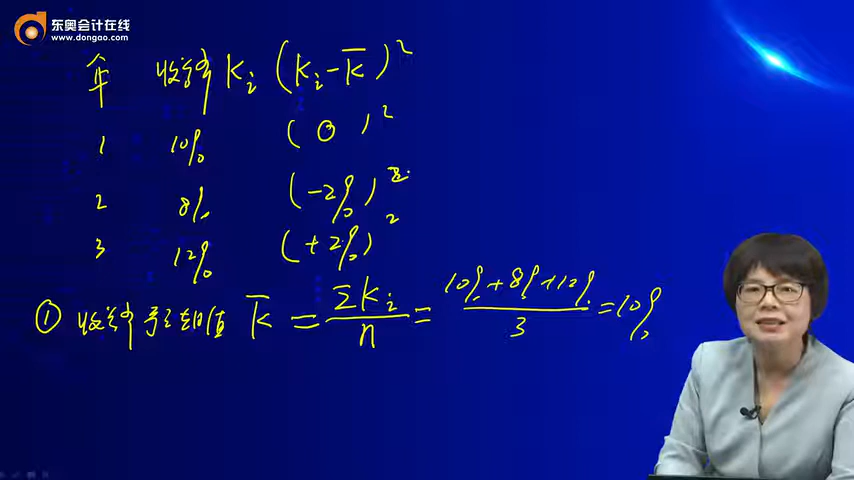 东奥会计在线
www.dongao.com
年 收益率 Ki (Ki-K̅)²
1 10% (0)²
2 8% (-2%)²
3 12% (+2%)²
① 收益率预期值 K̅ = ΣKi/n = (10%+8%+12%)/3 = 10%